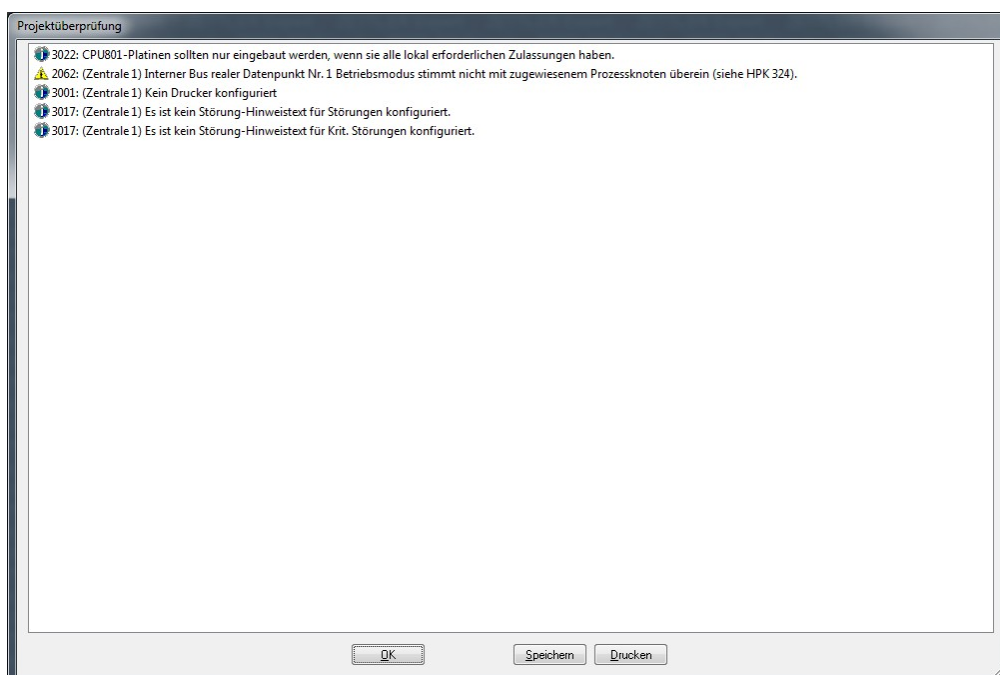 Projektüberprüfung
3022: CPU801-Platinen sollten nur eingebaut werden, wenn sie alle lokal erforderlichen Zulassungen haben.
2062: (Zentrale 1) Interner Bus realer Datenpunkt Nr. 1 Betriebsmodus stimmt nicht mit zugewiesenem Prozessknoten überein (siehe HPK 324).
3001: (Zentrale 1) Kein Drucker konfiguriert
3017: (Zentrale 1) Es ist kein Störung-Hinweistext für Störungen konfiguriert.
3017: (Zentrale 1) Es ist kein Störung-Hinweistext für Krit. Störungen konfiguriert.
OK Speichern Drucken